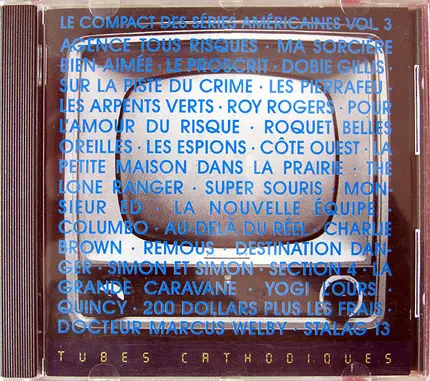 LE COMPACT DES SÉRIES AMÉRICAINES VOL. 3
AGENCE TOUS RISQUES · MA SORCIÈRE
BIEN AIMÉE · LE PROSCRIT · DOBIE GILLIS
SUR LA PISTE DU CRIME · LES PIERRAFEU
LES ARPENTS VERTS · ROY ROGERS · POUR
L'AMOUR DU RISQUE · ROQUET BELLES
OREILLES · LES ESPIONS · CÔTE OUEST · LA
PETITE MAISON DANS LA PRAIRIE · THE
LONE RANGER · SUPER SOURIS · MON-
SIEUR ED · LA NOUVELLE ÉQUIPE
COLUMBO · AU-DELÀ DU RÉEL · CHARLIE
BROWN · REMOUS · DESTINATION DAN-
GER · SIMON ET SIMON · SECTION 4 · LA
GRANDE CARAVANE · YOGI L'OURS
QUINCY · 200 DOLLARS PLUS LES FRAIS
DOCTEUR MARCUS WELBY · STALAG 13
TUBES CATHODIQUES